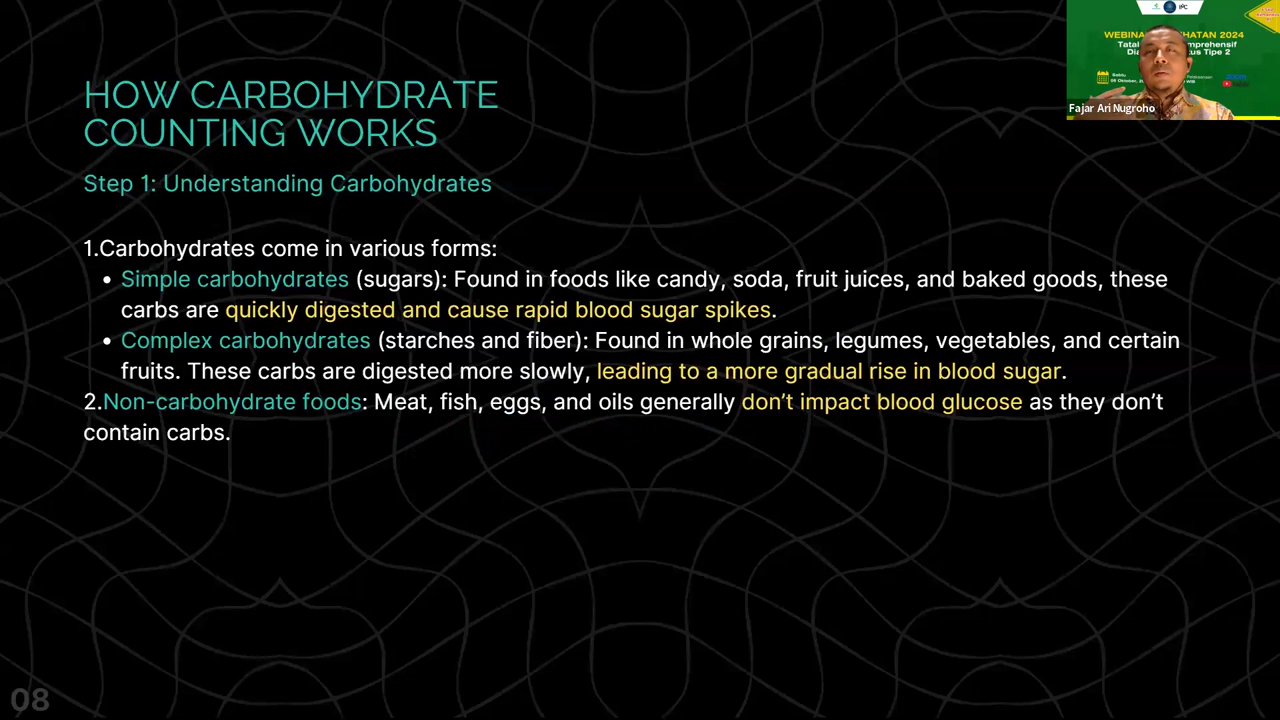 HOW CARBOHYDRATE
COUNTING WORKS
Step 1: Understanding Carbohydrates
1.Carbohydrates come in various forms:
• Simple carbohydrates (sugars): Found in foods like candy, soda, fruit juices, and baked goods, these
carbs are quickly digested and cause rapid blood sugar spikes.
• Complex carbohydrates (starches and fiber): Found in whole grains, legumes, vegetables, and certain
fruits. These carbs are digested more slowly, leading to a more gradual rise in blood sugar.
2.Non-carbohydrate foods: Meat, fish, eggs, and oils generally don’t impact blood glucose as they don’t
contain carbs.
08
IPC
2024
Tipe 2
Sabtu
Fajar Ari Nugroho